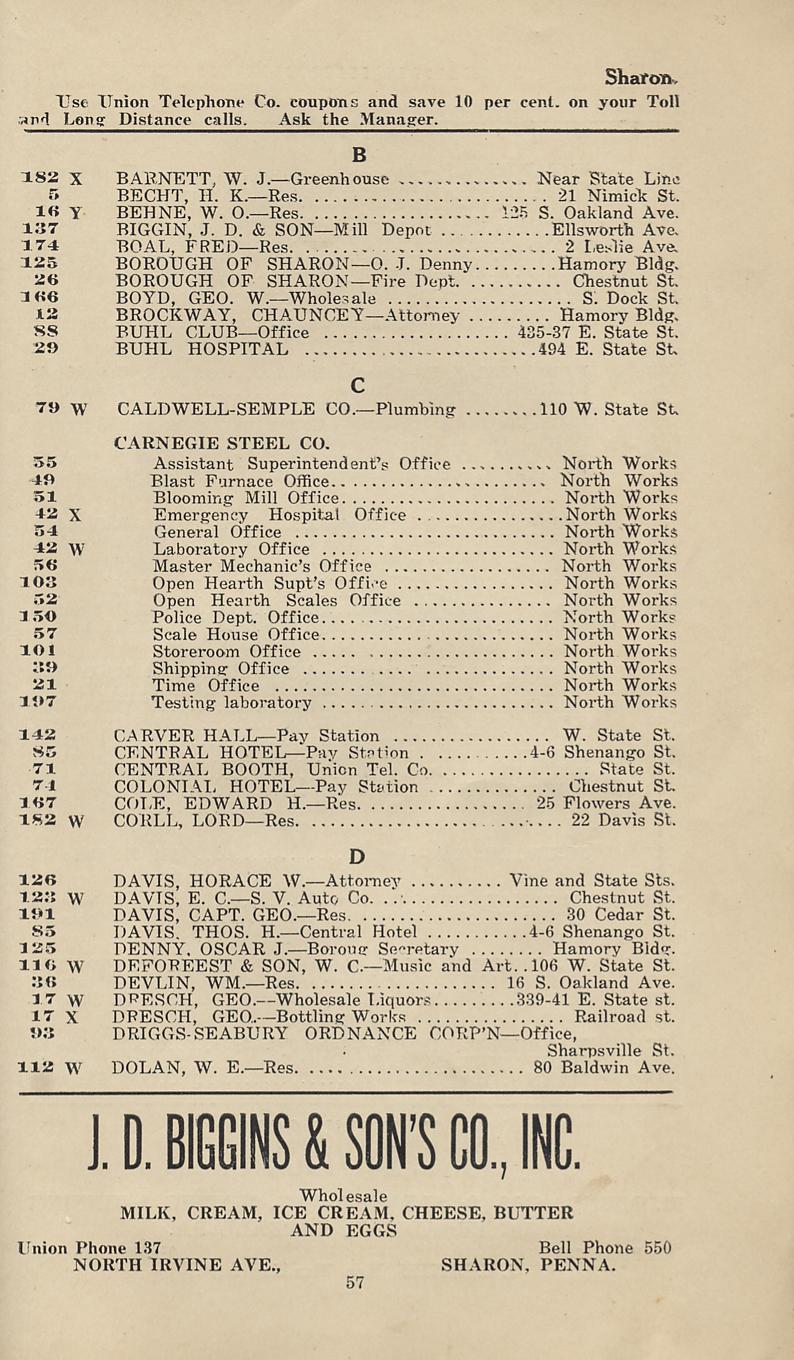 Sharon.
Use Union Telephone Co. coupons and save 10 per cent. on your Toll
and Long Distance calls. Ask the Manager.
B
182 X BARNETT, W. J.—Greenhouse .............. Near State Line
5 BECHT, H. K.—Res. ........................ 21 Nimick St.
16 Y BEHNE, W. O.—Res. ................... 125 S. Oakland Ave.
137 BIGGIN, J. D. & SON—Mill Depot ............Ellsworth Ave.
174 BOAL, FRED—Res. .......................... 2 Leslie Ave.
125 BOROUGH OF SHARON—O. J. Denny.........Hamory Bldg.
26 BOROUGH OF SHARON—Fire Dept. .......... Chestnut St.
166 BOYD, GEO. W.—Wholesale .................... S. Dock St.
12 BROCKWAY, CHAUNCEY—Attorney ......... Hamory Bldg.
88 BUHL CLUB—Office .................... 435-37 E. State St.
29 BUHL HOSPITAL .........................494 E. State St.
C
79 W CALDWELL-SEMPLE CO.—Plumbing ........110 W. State St.
CARNEGIE STEEL CO.
55 Assistant Superintendent's Office .......... North Works
49 Blast Furnace Office........................ North Works
51 Blooming Mill Office....................... North Works
42 X Emergency Hospital Office ................North Works
54 General Office ............................ North Works
42 W Laboratory Office ......................... North Works
56 Master Mechanic's Office .................. North Works
103 Open Hearth Supt's Office ................. North Works
52 Open Hearth Scales Office ............... North Works
150 Police Dept. Office......................... North Works
57 Scale House Office......................... North Works
101 Storeroom Office .......................... North Works
39 Shipping Office ........................... North Works
21 Time Office .............................. North Works
197 Testing laboratory ......................... North Works
142 CARVER HALL—Pay Station ................. W. State St.
85 CENTRAL HOTEL—Pay Station . ..........4-6 Shenango St.
71 CENTRAL BOOTH, Union Tel. Co. ................ State St.
74 COLONIAL HOTEL—Pay Station .............. Chestnut St.
167 COLE, EDWARD H.—Res. ................. 25 Flowers Ave.
182 W CORLL, LORD—Res. ........................... 22 Davis St.
D
126 DAVIS, HORACE W.—Attorney .......... Vine and State Sts.
123 W DAVIS, E. C.—S. V. Auto Co. ................... Chestnut St.
191 DAVIS, CAPT. GEO.—Res. ...................... 30 Cedar St.
85 DAVIS, THOS. H.—Central Hotel ...........4-6 Shenango St.
125 DENNY, OSCAR J.—Boroug Secretary ........ Hamory Bldg.
116 W DEFOREEST & SON, W. C.—Music and Art..106 W. State St.
36 DEVLIN, WM.—Res. ..................... 16 S. Oakland Ave.
17 W DRESCH, GEO.—Wholesale Liquors.........339-41 E. State st.
17 X DRESCH, GEO.—Bottling Works ................ Railroad st.
93 DRIGGS-SEABURY ORDNANCE CORP'N—Office,
Sharpsville St.
112 W DOLAN, W. E.—Res. ........................ 80 Baldwin Ave.
J. D. BIGGINS & SON'S CO., INC.
Wholesale
MILK, CREAM, ICE CREAM, CHEESE, BUTTER
AND EGGS
Union Phone 137 Bell Phone 550
NORTH IRVINE AVE., SHARON, PENNA.
57